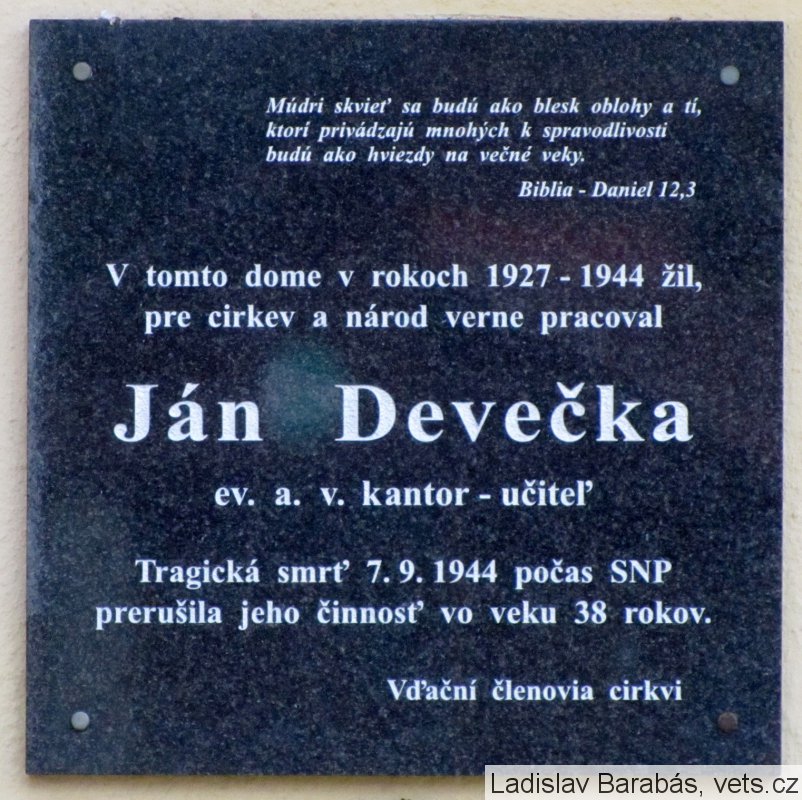 Múdri skvieť sa budú ako blesk oblohy a tí,
ktorí privádzajú mnohých k spravodlivosti
budú ako hviezdy na večné veky.
Biblia - Daniel 12,3
V tomto dome v rokoch 1927 - 1944 žil,
pre cirkev a národ verne pracoval
Ján Devečka
ev. a. v. kantor - učiteľ
Tragická smrť 7. 9. 1944 počas SNP
prerušila jeho činnosť vo veku 38 rokov.
Vďační členovia cirkvi
Ladislav Barabás, vets.cz